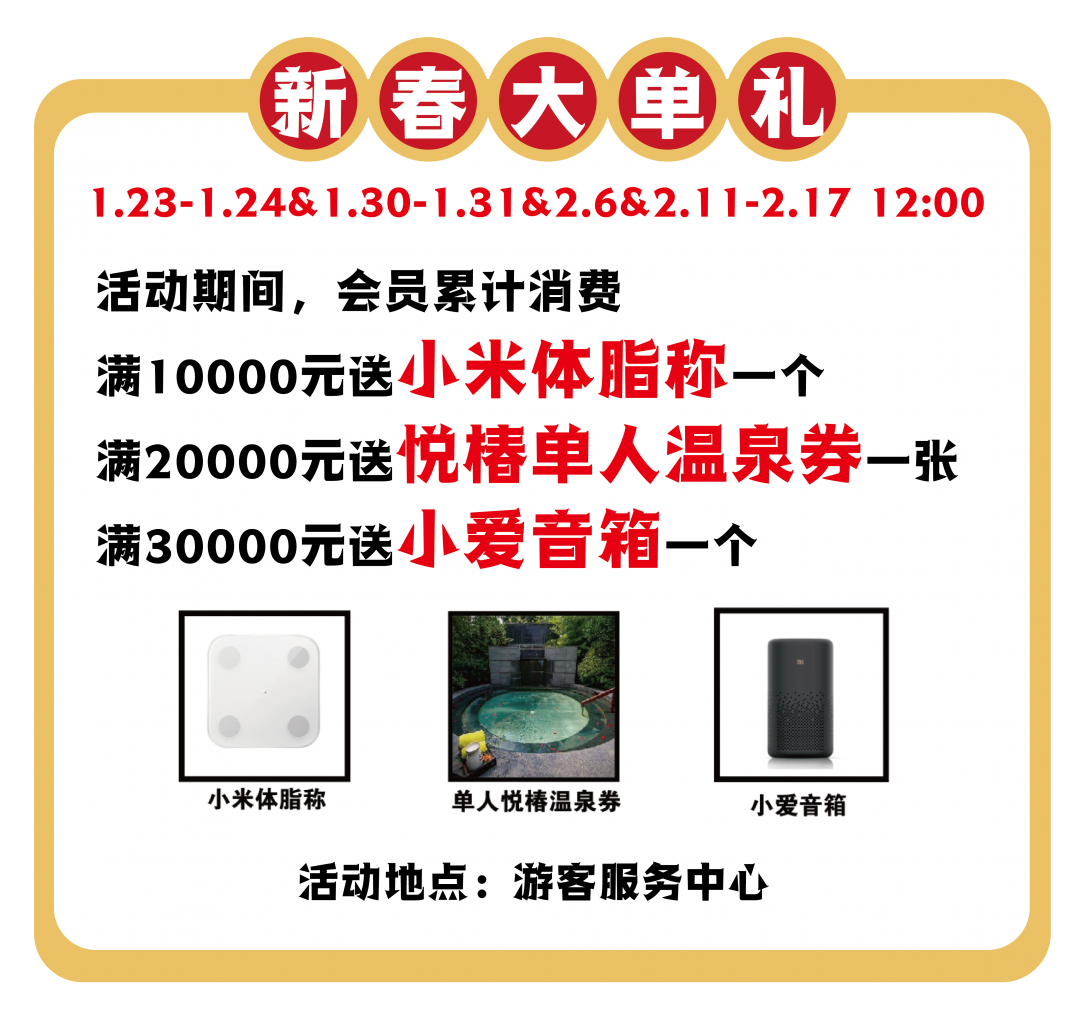 新春大单礼
1.23-1.24&1.30-1.31&2.6&2.11-2.17 12:00
活动期间，会员累计消费
满10000元送小米体脂称一个
满20000元送悦椿单人温泉券一张
满30000元送小爱音箱一个
小米体脂称
单人悦椿温泉券
小爱音箱
活动地点：游客服务中心